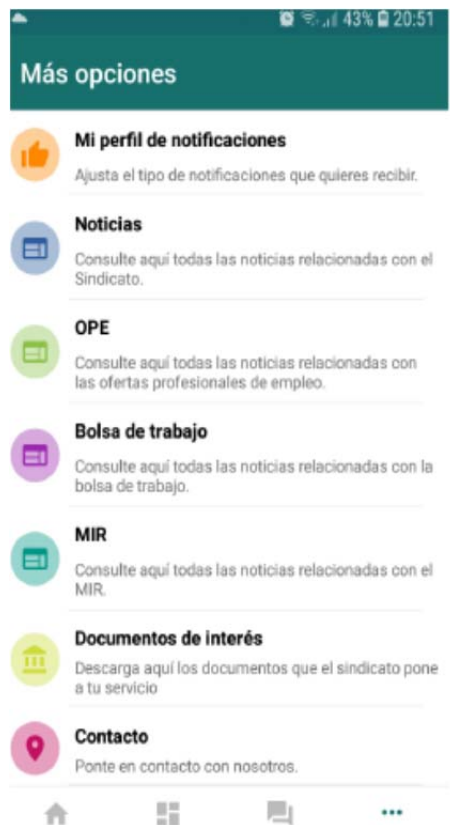 43% 20:51
Más opciones
Mi perfil de notificaciones
Ajusta el tipo de notificaciones que quieres recibir.
Noticias
Consulte aquí todas las noticias relacionadas con el
Sindicato.
OPE
Consulte aquí todas las noticias relacionadas con
las ofertas profesionales de empleo.
Bolsa de trabajo
Consulte aquí todas las noticias relacionadas con la
bolsa de trabajo.
MIR
Consulte aquí todas las noticias relacionadas con el
MIR.
Documentos de interés
Descarga aquí los documentos que el sindicato pone
a tu servicio
Contacto
Ponte en contacto con nosotros.